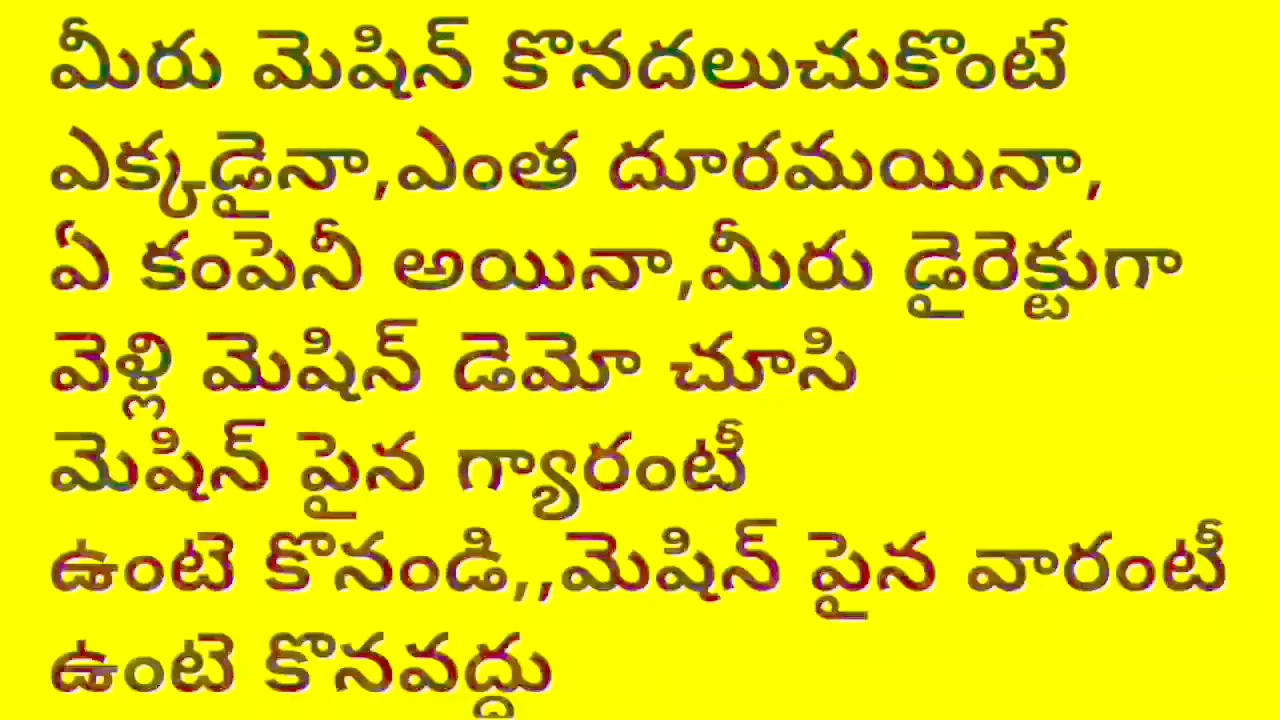 మీరు మెషిన్ కొనదలుచుకొంటే
ఎక్కడైనా,ఎంత దూరమయినా,
ఏ కంపెనీ అయినా,మీరు డైరెక్టుగా
వెళ్లి మెషిన్ డెమో చూసి
మెషిన్ పైన గ్యారంటీ
ఉంటె కొనండి,,మెషిన్ పైన వారంటీ
ఉంటె కొనవద్దు